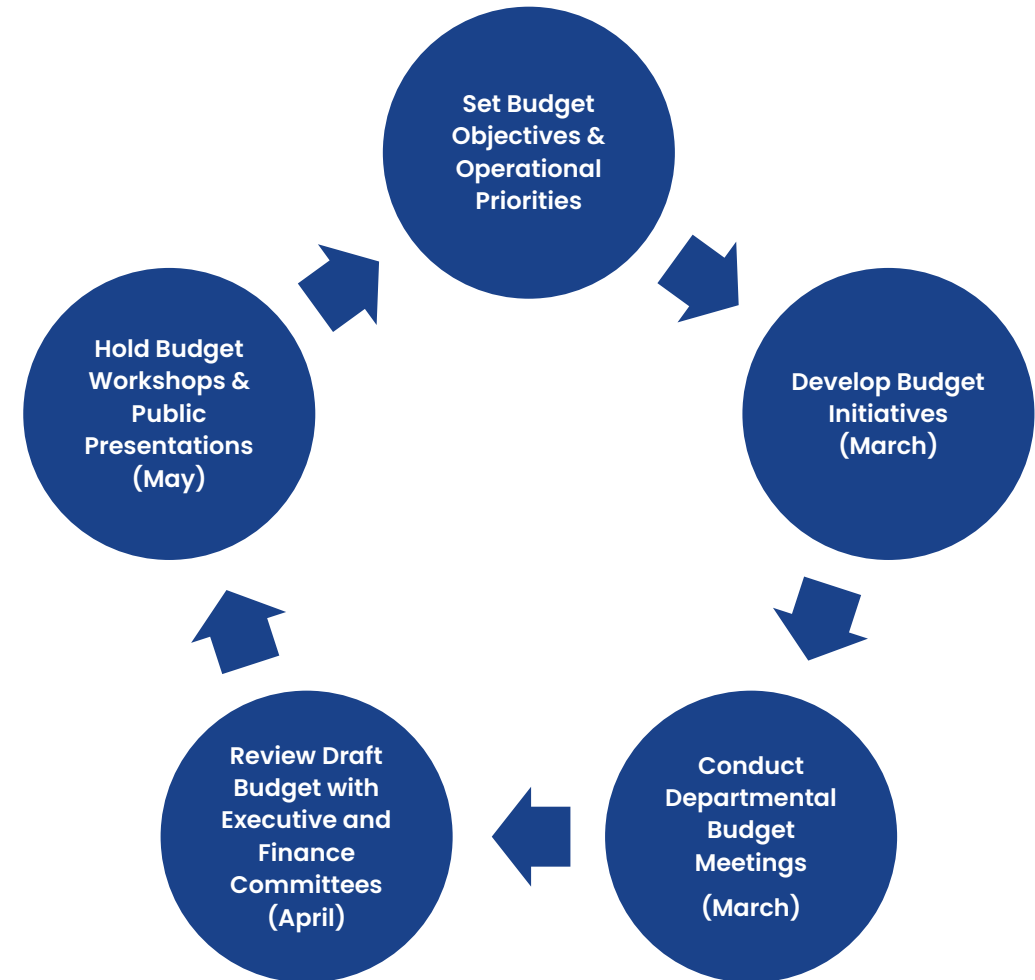 Set Budget
Objectives &
Operational
Priorities
Develop Budget
Initiatives
(March)
Conduct
Departmental
Budget
Meetings
(March)
Review Draft
Budget with
Executive and
Finance
Committees
(April)
Hold Budget
Workshops &
Public
Presentations
(May)